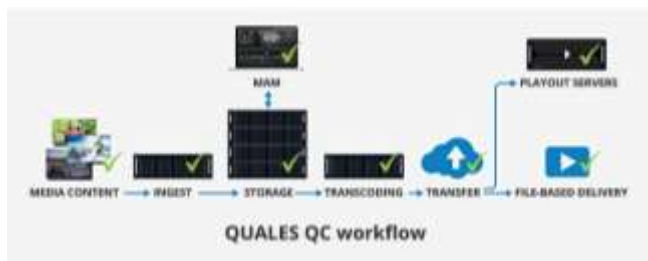 MAM
PLAYOUT SERVERS
MEDIA CONTENT
INGEST
STORAGE
TRANSCODING
TRANSFER
FILE-BASED DELIVERY
QUALES QC workflow